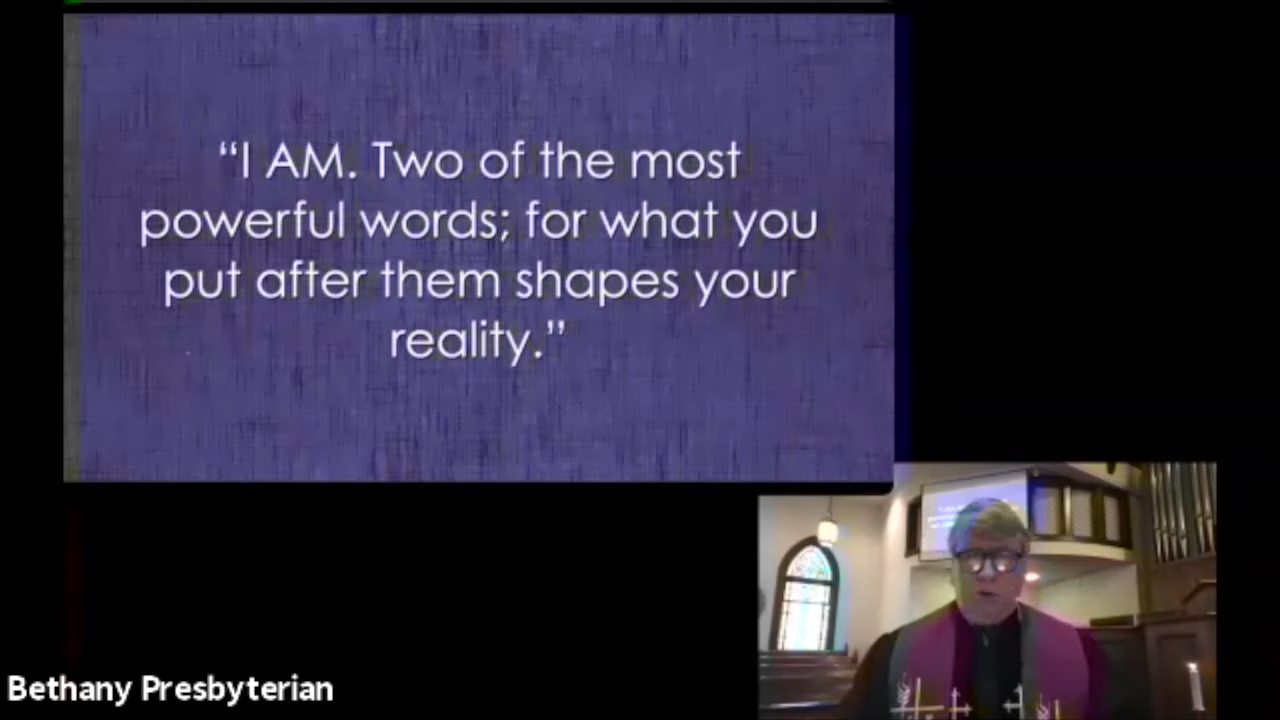 “I AM. Two of the most
powerful words; for what you
put after them shapes your
reality.”
Bethany Presbyterian